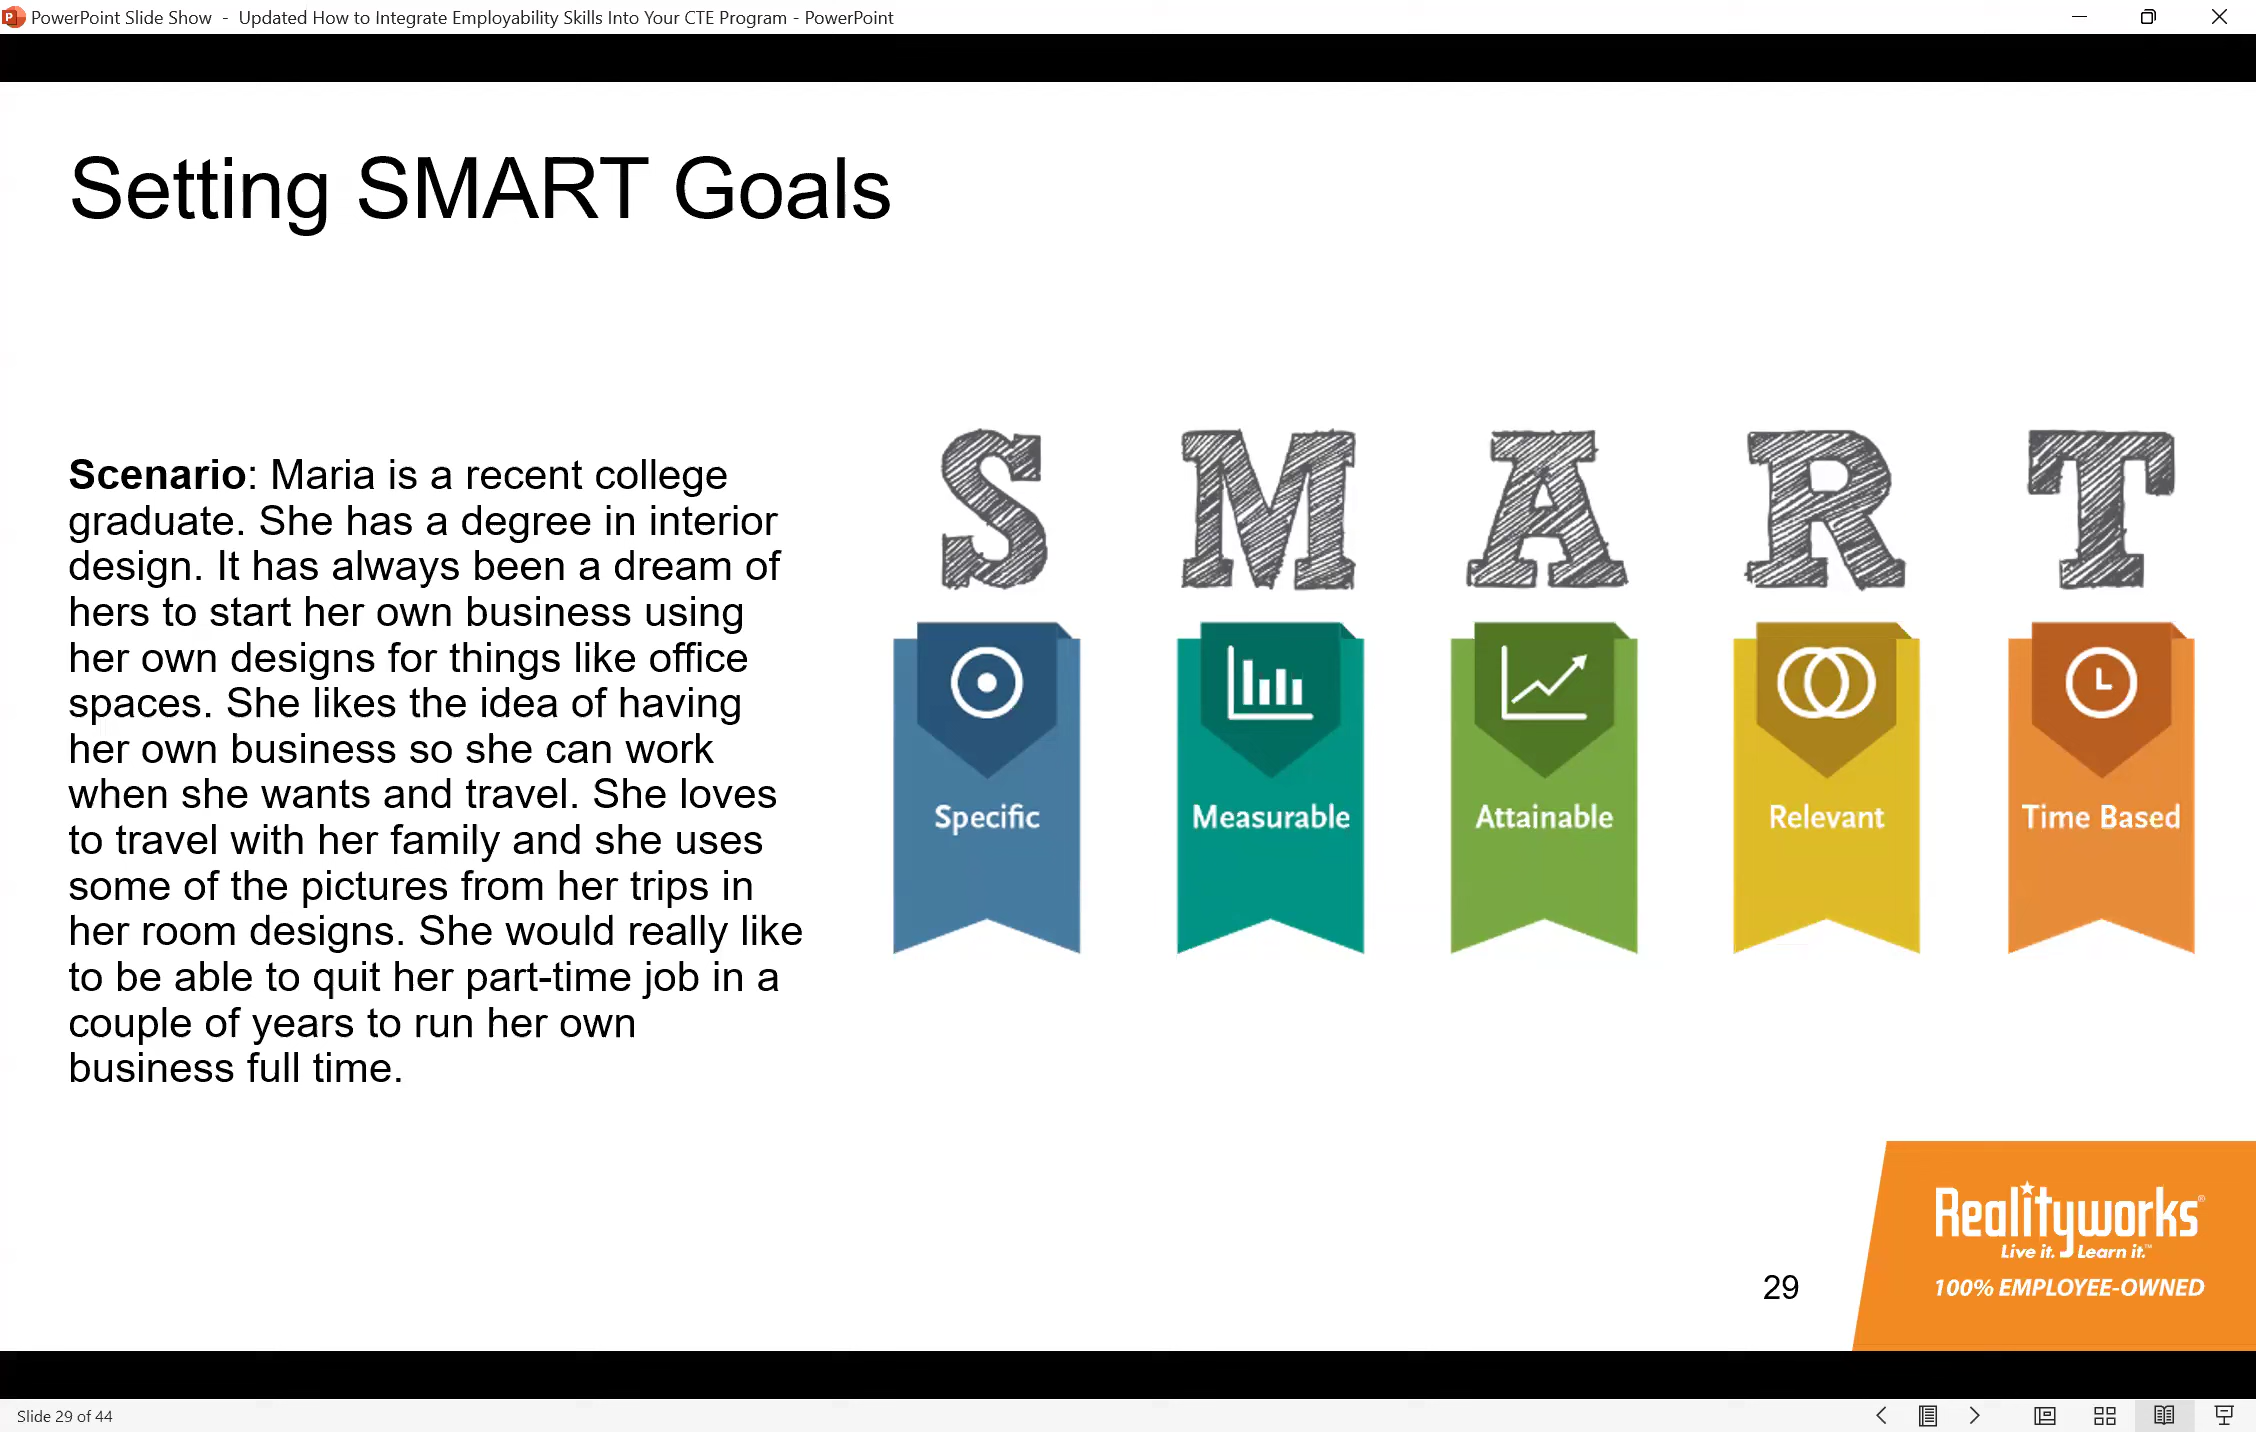 PowerPoint Slide Show - Updated How to Integrate Employability Skills Into Your CTE Program - PowerPoint
Setting SMART Goals
Scenario: Maria is a recent college
graduate. She has a degree in interior
design. It has always been a dream of
hers to start her own business using
her own designs for things like office
spaces. She likes the idea of having
her own business so she can work
when she wants and travel. She loves
to travel with her family and she uses
some of the pictures from her trips in
her room designs. She would really like
to be able to quit her part-time job in a
couple of years to run her own
business full time.
S M A R T
Specific Measurable Attainable Relevant Time Based
Realityworks®
Live it. Learn it.™
100% EMPLOYEE-OWNED
29
Slide 29 of 44